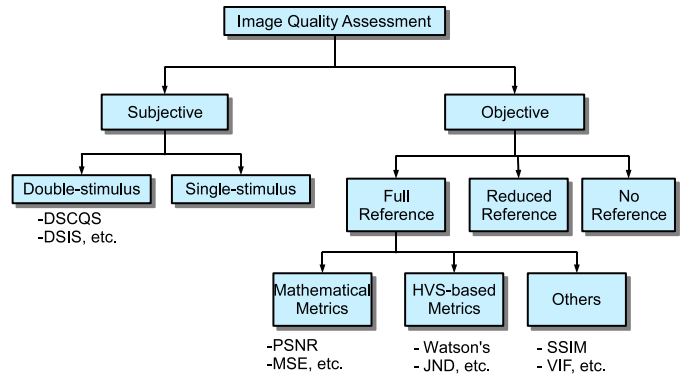 Image Quality Assessment
Subjective
Objective
Double-stimulus
Single-stimulus
Full
Reference
Reduced
Reference
No
Reference
-DSCQS
-DSIS, etc.
Mathematical
Metrics
HVS-based
Metrics
Others
-PSNR
-MSE, etc.
- Watson's
- JND, etc.
- SSIM
- VIF, etc.